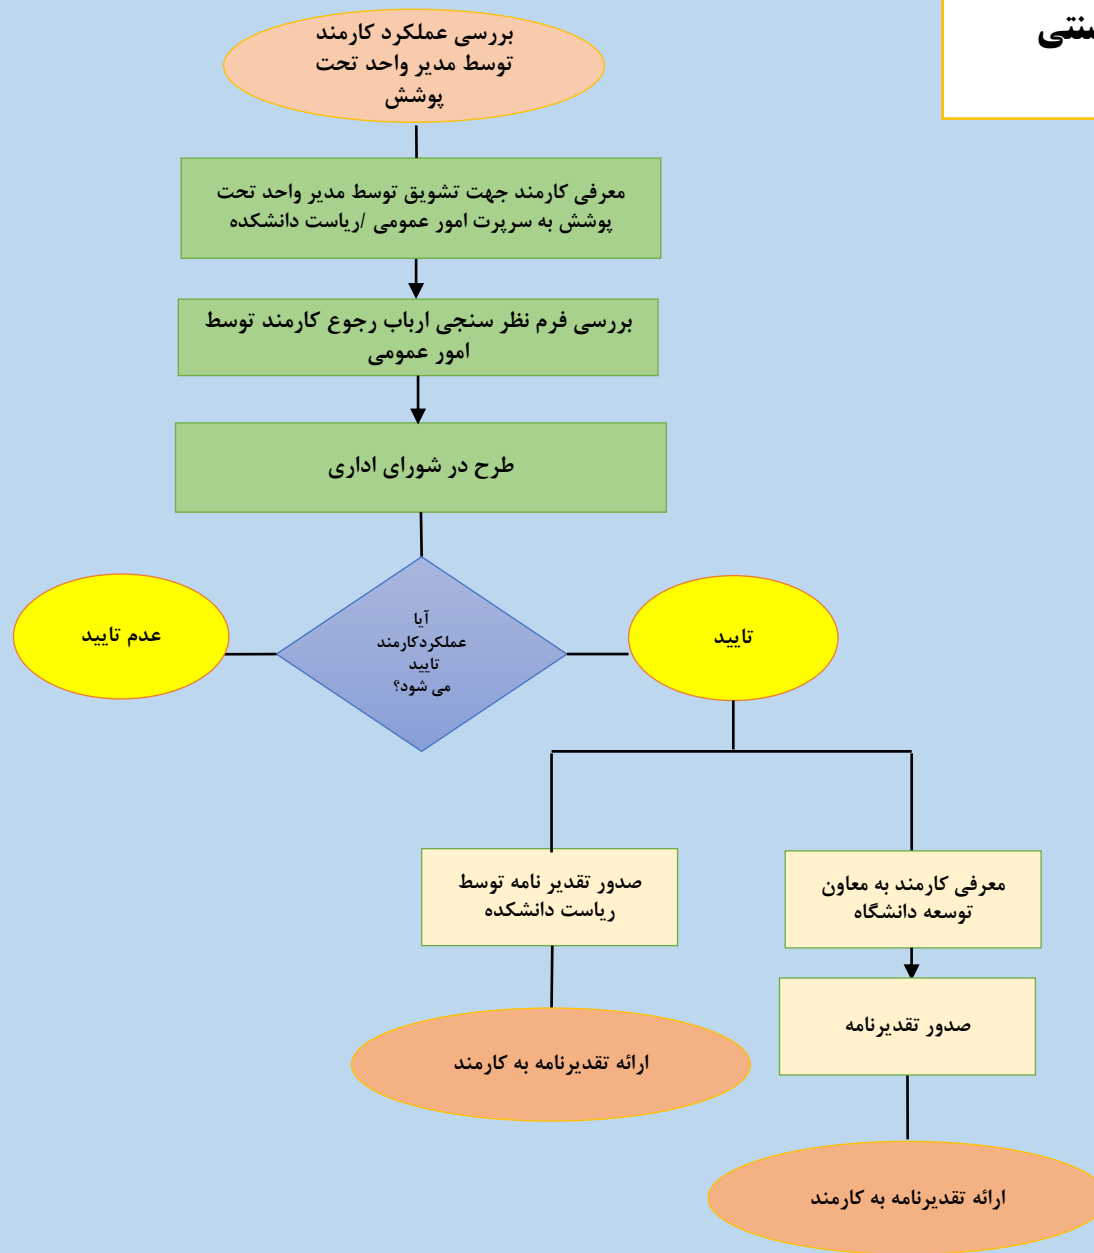 بررسی عملکرد کارمند
توسط مدیر واحد تحت
پوشش
معرفی کارمند جهت تشویق توسط مدیر واحد تحت
پوشش به سرپرت امور عمومی /ریاست دانشکده
بررسی فرم نظر سنجی ارباب رجوع کارمند توسط
امور عمومی
طرح در شورای اداری
آیا
عملکردکارمند
تایید
می شود؟
تایید
عدم تایید
معرفی کارمند به معاون
توسعه دانشگاه
صدور تقدیر نامه توسط
ریاست دانشکده
صدور تقدیرنامه
ارائه تقدیرنامه به کارمند
ارائه تقدیرنامه به کارمند